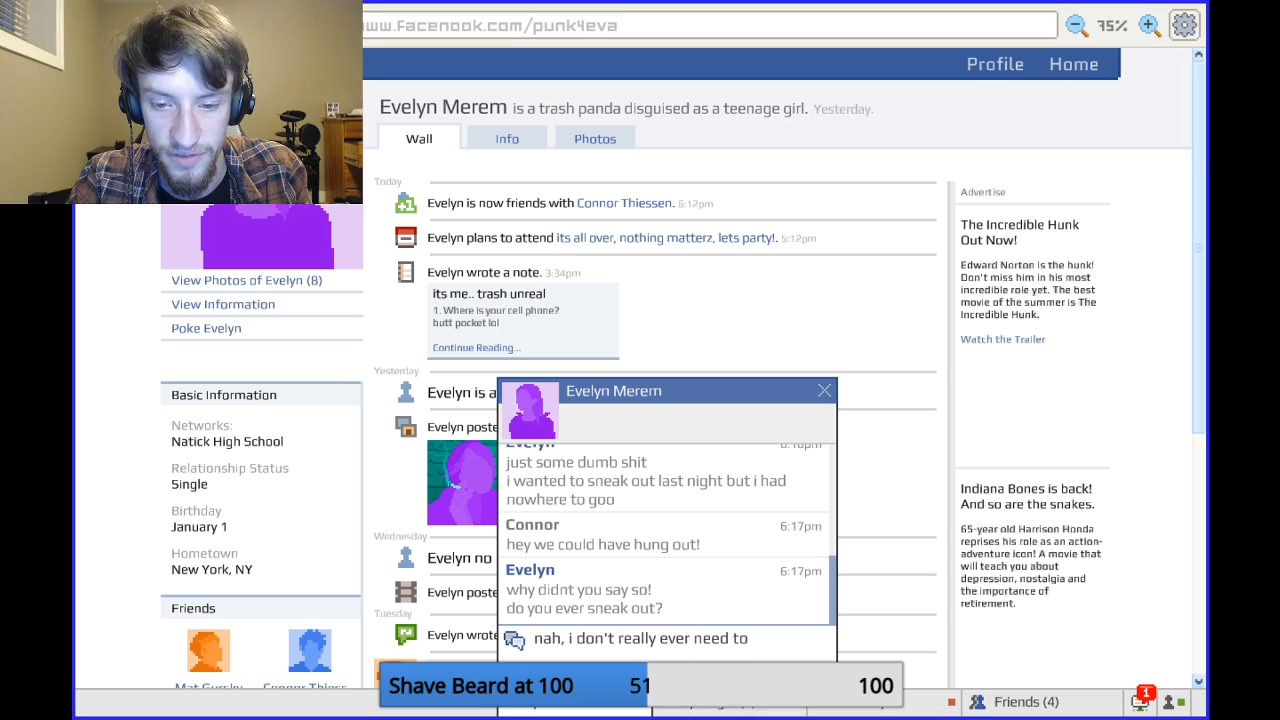 www.facenook.com/punk4eva
75%
Profile Home
Evelyn Merem is a trash panda disguised as a teenage girl. Yesterday.
Wall Info Photos
Today
Evelyn is now friends with Connor Thiessen. 6:12pm
Evelyn plans to attend its all over, nothing matterz, lets party!. 5:12pm
Evelyn wrote a note. 3:34pm
its me.. trash unreal
1. Where is your cell phone?
butt pocket lol
Continue Reading...
Yesterday
Evelyn is a
Evelyn poste
Wednesday
Evelyn no
Evelyn poste
Tuesday
Evelyn wrote
View Photos of Evelyn (8)
View Information
Poke Evelyn
Basic Information
Networks:
Natick High School
Relationship Status
Single
Birthday
January 1
Hometown
New York, NY
Friends
Mat Gursky Connor Thiess
Evelyn Merem
Evelyn 6:16pm
just some dumb shit
i wanted to sneak out last night but i had
nowhere to goo
Connor 6:17pm
hey we could have hung out!
Evelyn 6:17pm
why didnt you say so!
do you ever sneak out?
nah, i don't really ever need to
Advertise
The Incredible Hunk
Out Now!
Edward Norton is the hunk!
Don't miss him in his most
incredible role yet. The best
movie of the summer is The
Incredible Hunk.
Watch the Trailer
Indiana Bones is back!
And so are the snakes.
65-year old Harrison Honda
reprises his role as an action-
adventure icon! A movie that
will teach you about
depression, nostalgia and
the importance of
retirement.
Shave Beard at 100 51 100
Friends (4)
1